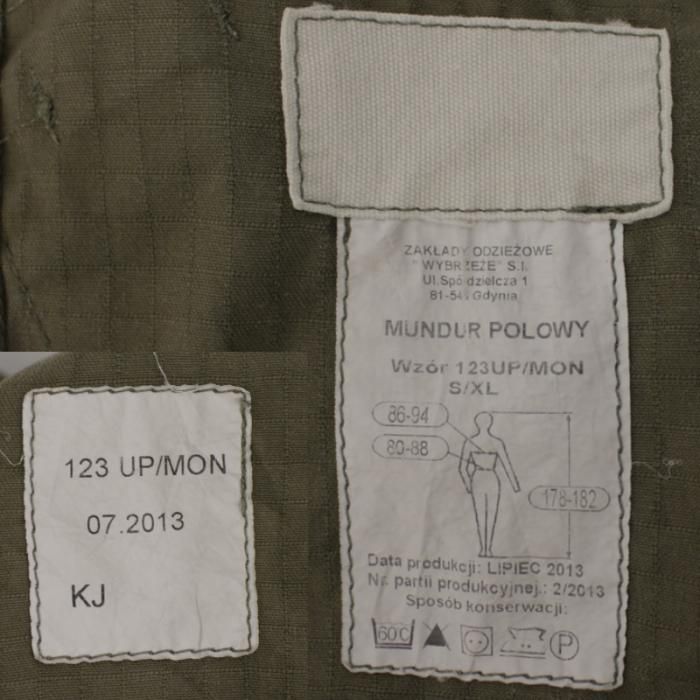 ZAKŁADY ODZIEŻOWE
"WYBRZEŻE" S.I.
Ul.Spółdzielcza 1
Gdynia
MUNDUR POLOWY
Wzór 123UP/MON
S/XL
86-94
80-88
178-182
Data produkcji: LIPIEC 2013
Nr. partii produkcyjnej.: 2/2013
Sposób konserwacji:
60C
P
123 UP/MON
07.2013
KJ